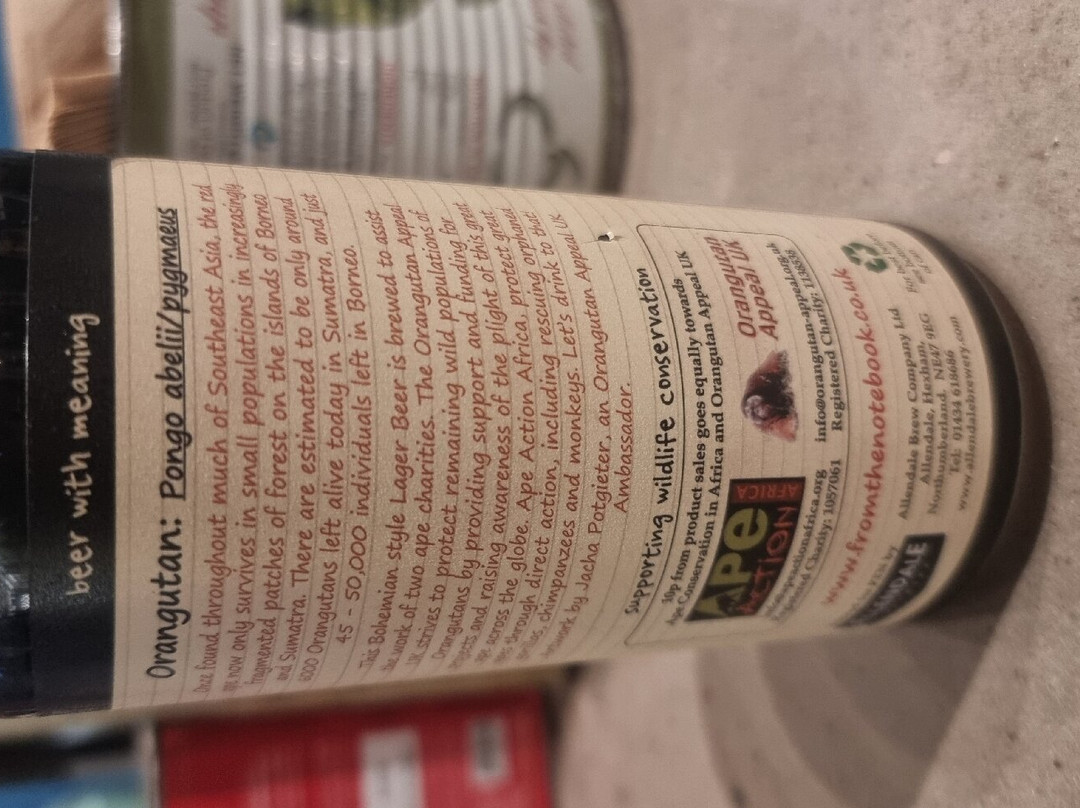 beer with meaning
Orangutan: Pongo abelii/pygmaeus
Once found throughout much of Southeast Asia, the red
ape now only survives in small popplations in increasingly
fragmented patches of forest on the islands of Borneo
and Sumatra. There are estimated to be only around
6000 Orangutans left alive today in Sumatra, and just
45 - 50,000 individuals left in Borneo.
This Bohemian style Lager Beer is brewed to assist
the work of two ape charities. The Orangutan Appeal
UK strives to protect remaining wild populations of
Orangutans by providing support and funding for
projects and raising awareness of the plight of this great
ape across the globe. Ape Action Africa, protect great
apes through direct action, including rescuing orphaned
gorillas, chimpanzees and monkeys. Let's drink to that!
Artwork by Jacha Potgieter, an Orangutan Appeal UK
Ambassador.
supporting wildlife conservation
10p from product sales goes equally towards
Ape Conservation in Africa and Orangutan Appeal UK
Ape
ACTION
AFRICA
Orangutan
Appeal UK
info@apeactionafrica.org
Registered Charity: 1057061
info@orangutan-appeal.org.uk
Registered Charity:
www.fromthenotebook.co.uk
by
Allendale Brew Company Ltd
Allendale, Hexham,
Northumberland. NE47 9EG
Tel: 01434 618686
www.allendalebrewery.com